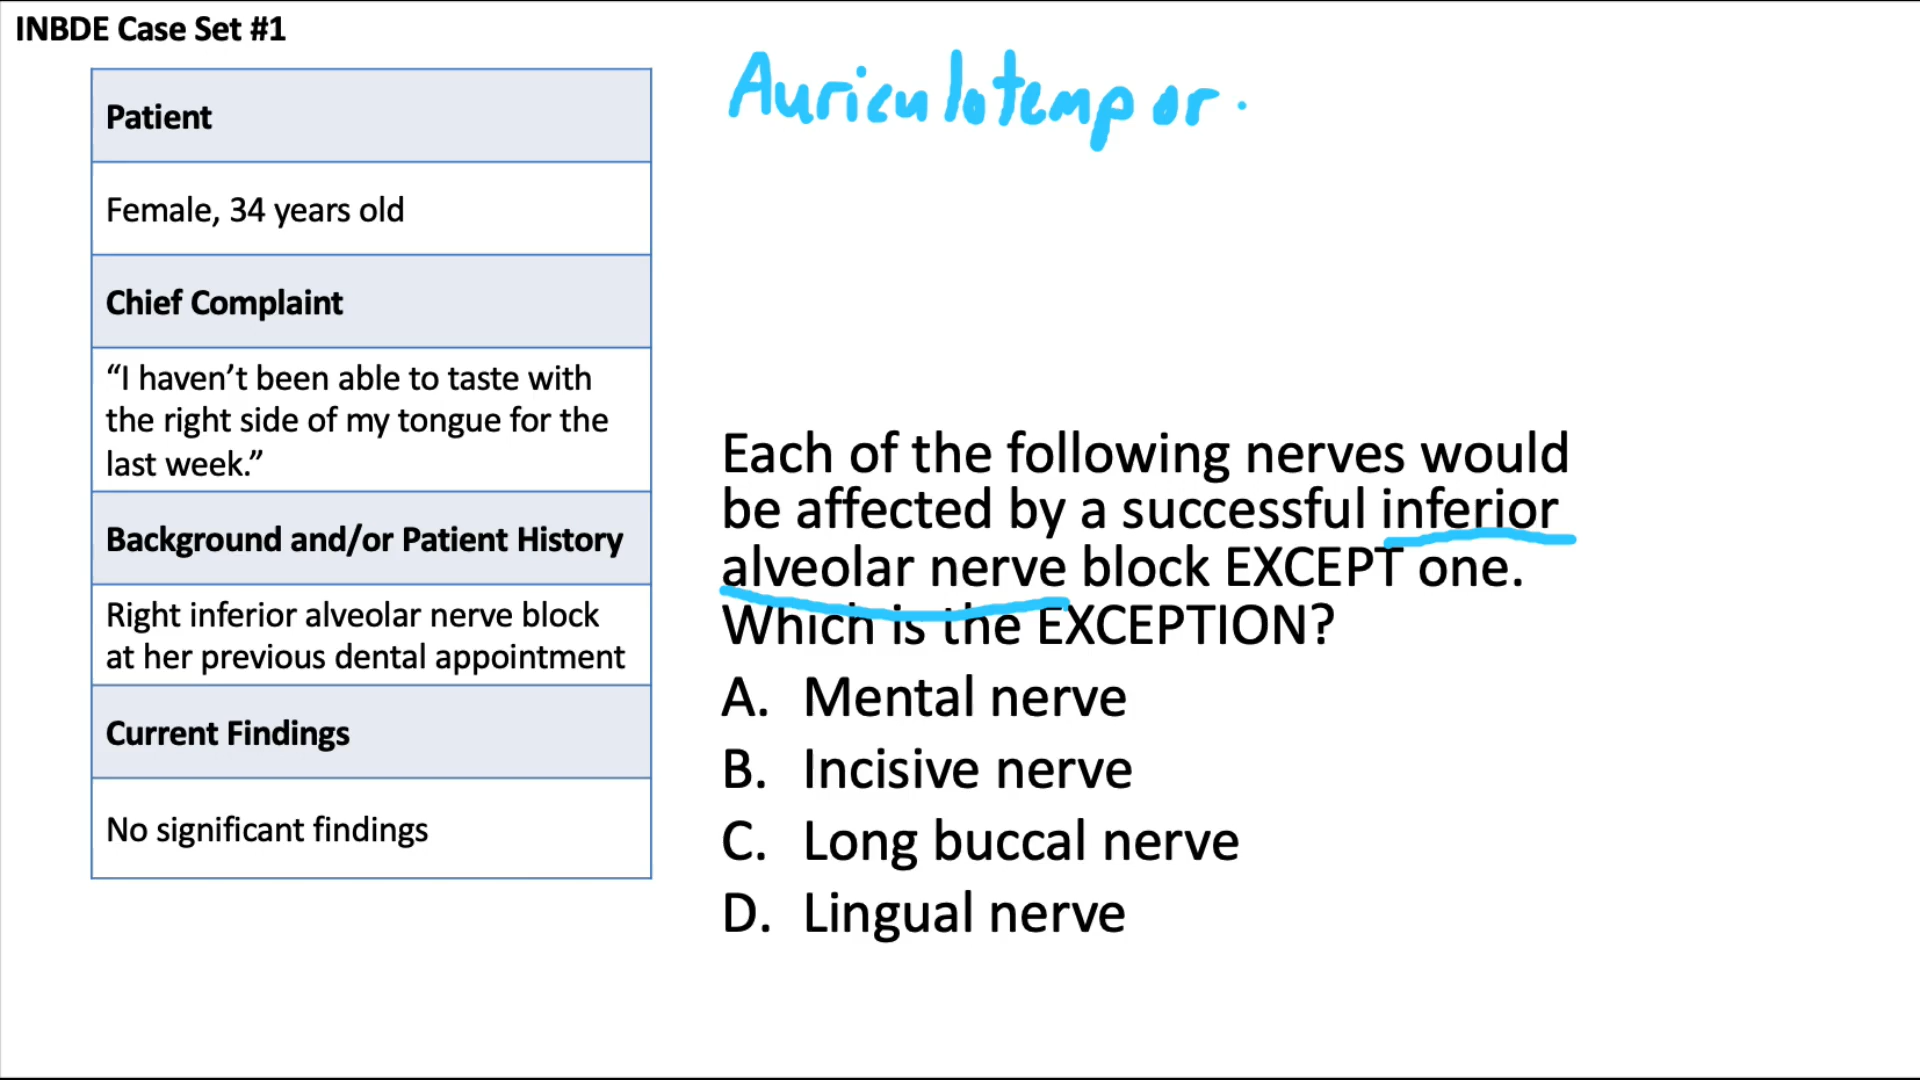 INBDE Case Set #1
Patient
Female, 34 years old
Chief Complaint
“I haven’t been able to taste with
the right side of my tongue for the
last week.”
Background and/or Patient History
Right inferior alveolar nerve block
at her previous dental appointment
Current Findings
No significant findings
Auriculotempor.
Each of the following nerves would
be affected by a successful inferior
alveolar nerve block EXCEPT one.
Which is the EXCEPTION?
A. Mental nerve
B. Incisive nerve
C. Long buccal nerve
D. Lingual nerve